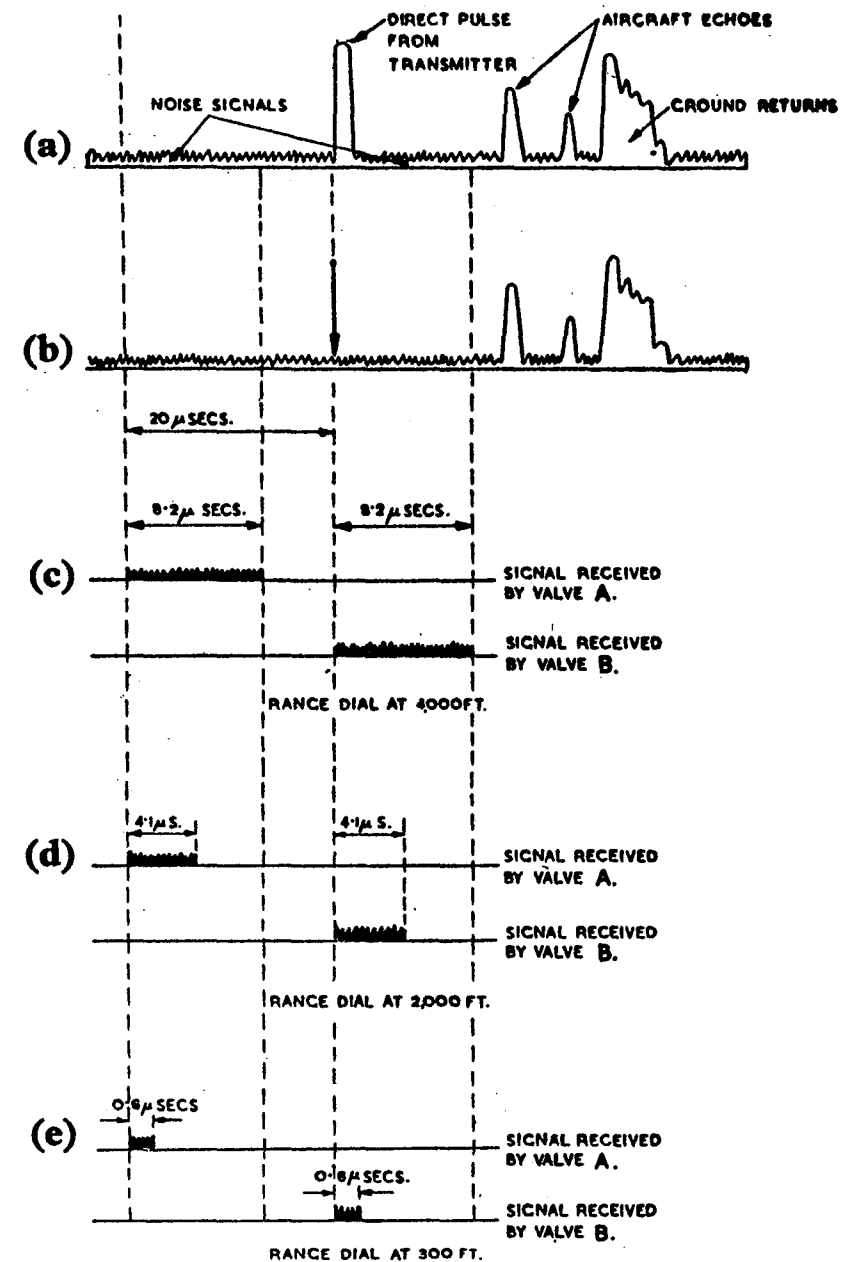 DIRECT PULSE
FROM
TRANSMITTER
AIRCRAFT ECHOES
NOISE SIGNALS
GROUND RETURNS
(a)
(b)
20 μ SECS.
8·2 μ SECS.
8·2 μ SECS.
(c)
SIGNAL RECEIVED
BY VALVE A.
SIGNAL RECEIVED
BY VALVE B.
RANGE DIAL AT 4,000 FT.
4·1 μ S.
4·1 μ S.
(d)
SIGNAL RECEIVED
BY VALVE A.
SIGNAL RECEIVED
BY VALVE B.
RANGE DIAL AT 2,000 FT.
0·6 μ SECS
(e)
SIGNAL RECEIVED
BY VALVE A.
0·6 μ SECS.
SIGNAL RECEIVED
BY VALVE B.
RANGE DIAL AT 300 FT.